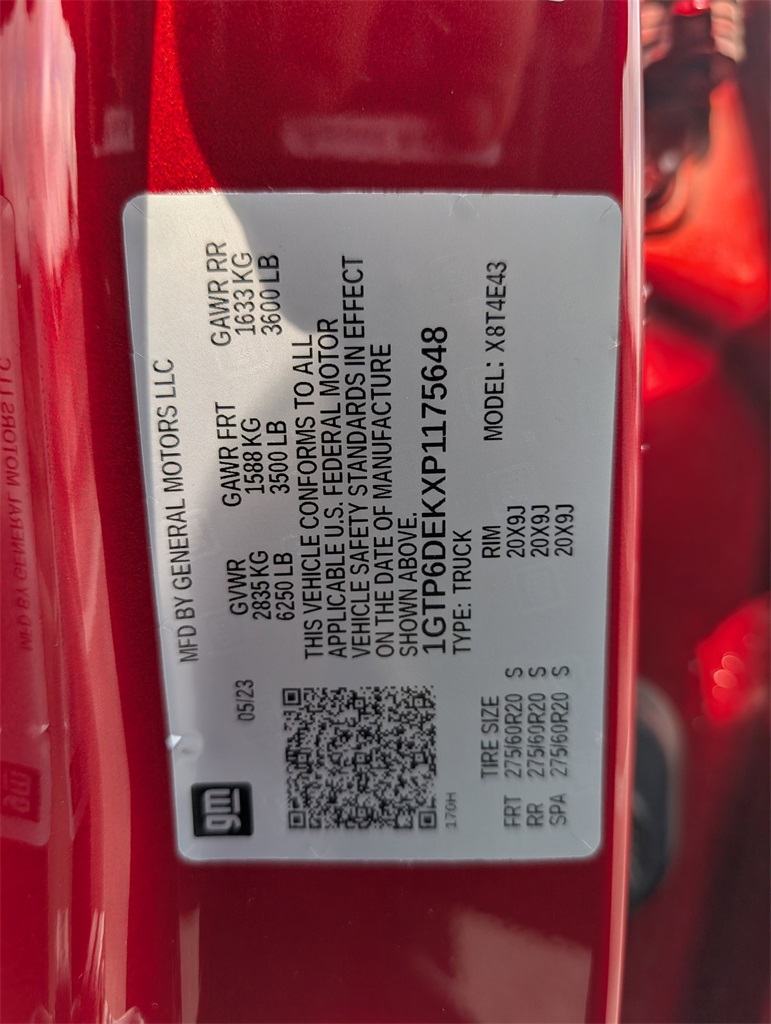 MFD BY GENERAL MOTORS LLC
gm
05/23
GVWR GAWR FRT GAWR RR
2835 KG 1588 KG 1633 KG
6250 LB 3500 LB 3600 LB
THIS VEHICLE CONFORMS TO ALL
APPLICABLE U.S. FEDERAL MOTOR
VEHICLE SAFETY STANDARDS IN EFFECT
ON THE DATE OF MANUFACTURE
SHOWN ABOVE.
1GTP6DEKXP1175648
170H
TYPE: TRUCK MODEL: X8T4E43
TIRE SIZE RIM
FRT 275/60R20 S 20X9J
RR 275/60R20 S 20X9J
SPA 275/60R20 S 20X9J